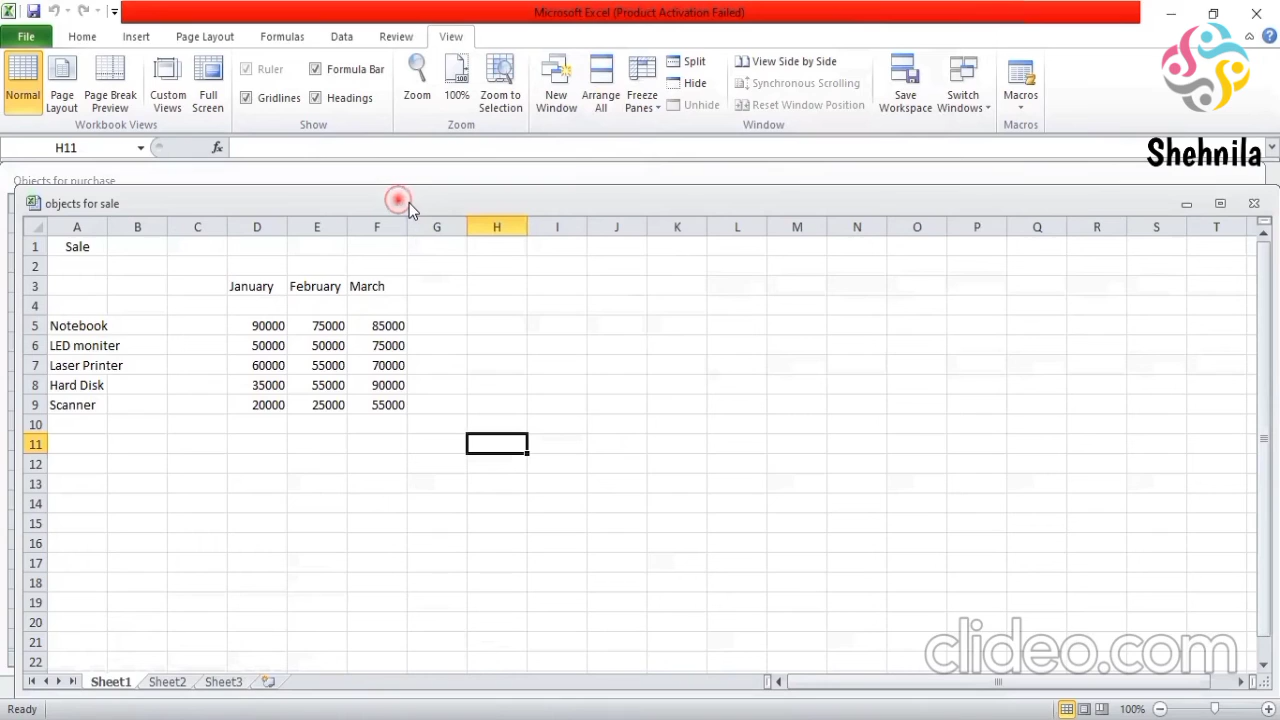 Microsoft Excel (Product Activation Failed)
File Home Insert Page Layout Formulas Data Review View
Normal
Page Layout
Page Break Preview
Custom Views
Full Screen
Workbook Views
Ruler
Formula Bar
Gridlines
Headings
Show
Zoom
100%
Zoom to Selection
Zoom
New Window
Arrange All
Freeze Panes
Split
Hide
Unhide
View Side by Side
Synchronous Scrolling
Reset Window Position
Window
Save Workspace
Switch Windows
Macros
Macros
Shehnila
H11
fx
Objects for purchase
objects for sale
A B C D E F G H I J K L M N O P Q R S T
1 Sale
2
3 January February March
4
5 Notebook 90000 75000 85000
6 LED moniter 50000 50000 75000
7 Laser Printer 60000 55000 70000
8 Hard Disk 35000 55000 90000
9 Scanner 20000 25000 55000
10
11
12
13
14
15
16
17
18
19
20
21
22
clideo.com
Sheet1 Sheet2 Sheet3
Ready
100%